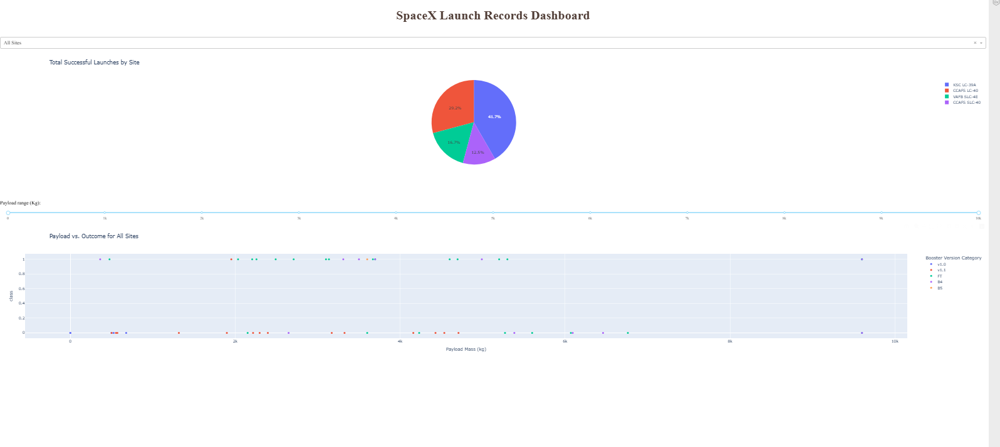 SpaceX Launch Records Dashboard
All Sites
×
Total Successful Launches by Site
KSC LC-39A
CCAFS LC-40
VAFB SLC-4E
CCAFS SLC-40
29.2%
41.7%
16.7%
12.5%
Payload range (Kg):
0 1k 2k 3k 4k 5k 6k 7k 8k 9k 10k
Payload vs. Outcome for All Sites
Booster Version Category
v1.0
v1.1
FT
B4
B5
class
1
0.8
0.6
0.4
0.2
0
0 2k 4k 6k 8k 10k
Payload Mass (kg)